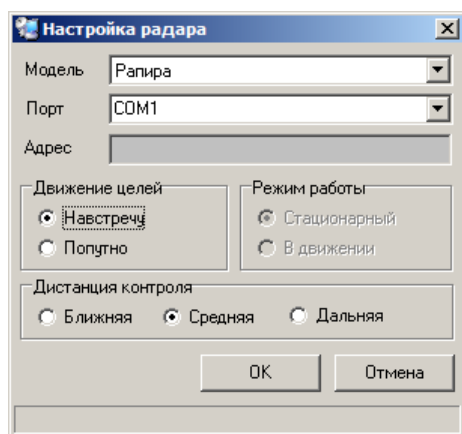 Настройка радара
Модель Рапира
Порт COM1
Адрес
Движение целей Режим работы
Навстречу Стационарный
Попутно В движении
Дистанция контроля
Ближняя Средняя Дальняя
OK Отмена